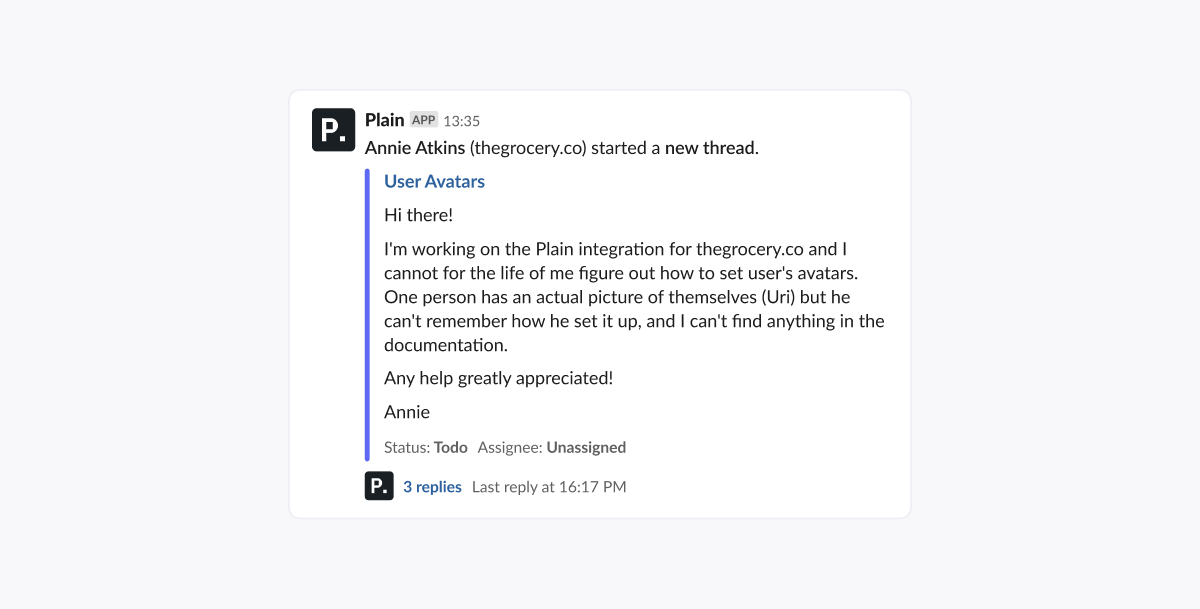 P. Plain APP 13:35
Annie Atkins (thegrocery.co) started a new thread.
User Avatars
Hi there!
I'm working on the Plain integration for thegrocery.co and I
cannot for the life of me figure out how to set user's avatars.
One person has an actual picture of themselves (Uri) but he
can't remember how he set it up, and I can't find anything in the
documentation.
Any help greatly appreciated!
Annie
Status: Todo Assignee: Unassigned
P. 3 replies Last reply at 16:17 PM